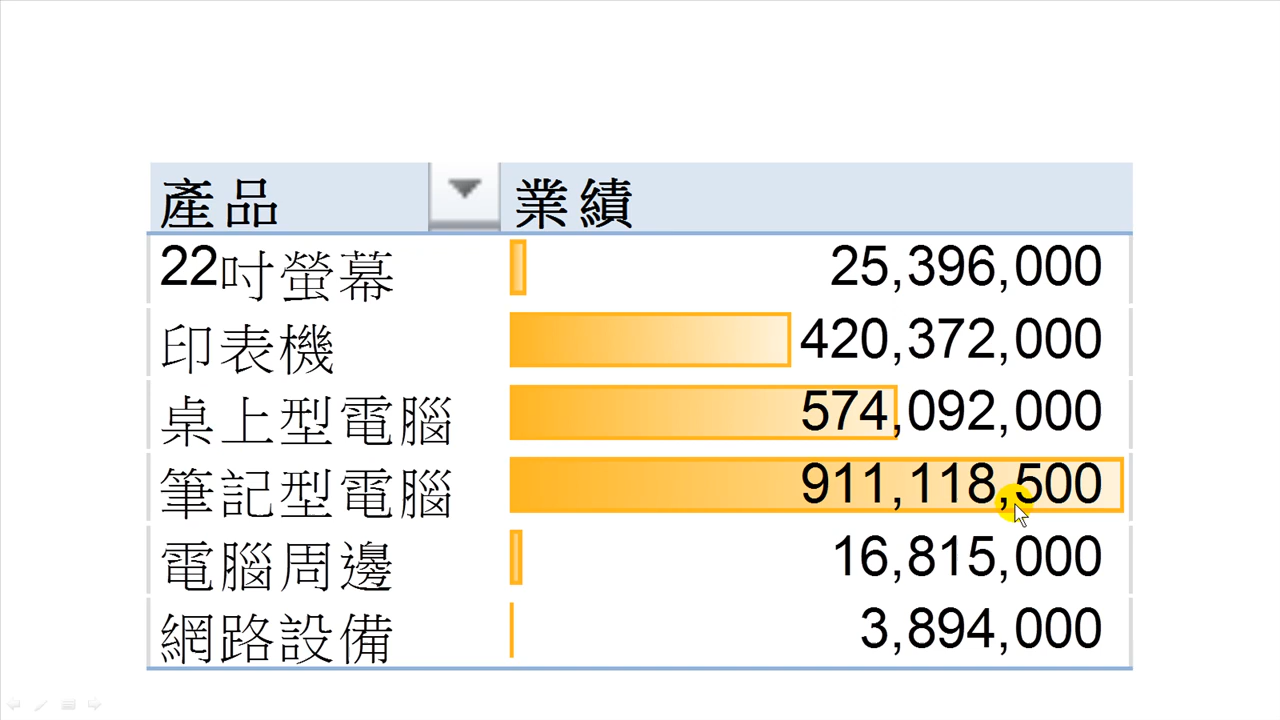 產品 業績
22吋螢幕 25,396,000
印表機 420,372,000
桌上型電腦 574,092,000
筆記型電腦 911,118,500
電腦周邊 16,815,000
網路設備 3,894,000